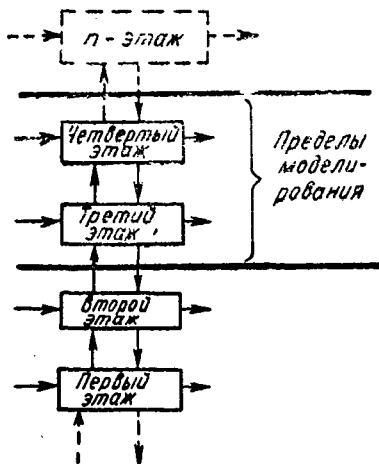 n - этаж
Четвертый
этаж
Пределы
модели-
рования
Третий
этаж
Второй
этаж
Первый
этаж